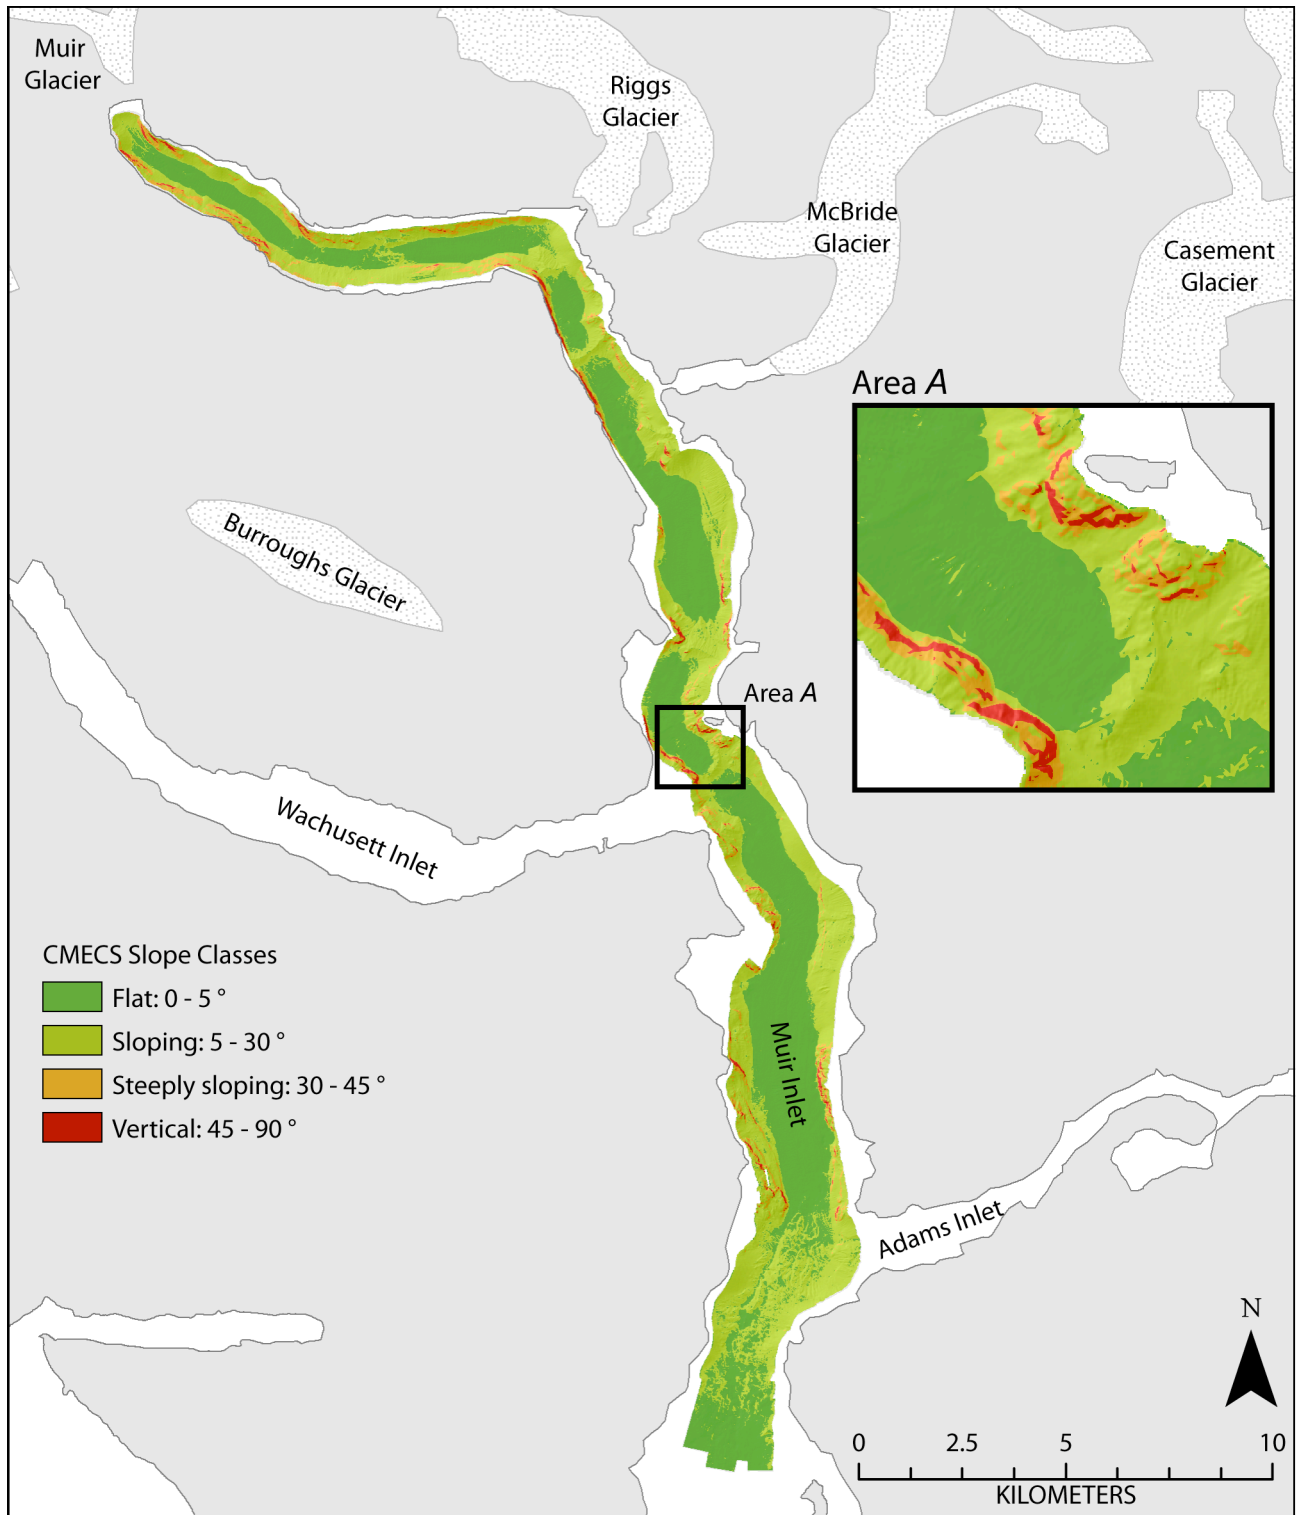 Muir
Glacier
Riggs
Glacier
McBride
Glacier
Casement
Glacier
Area A
Burroughs Glacier
Area A
Wachusett Inlet
CMECS Slope Classes
Flat: 0 - 5 °
Sloping: 5 - 30 °
Steeply sloping: 30 - 45 °
Vertical: 45 - 90 °
Muir Inlet
Adams Inlet
N
0 2.5 5 10
KILOMETERS